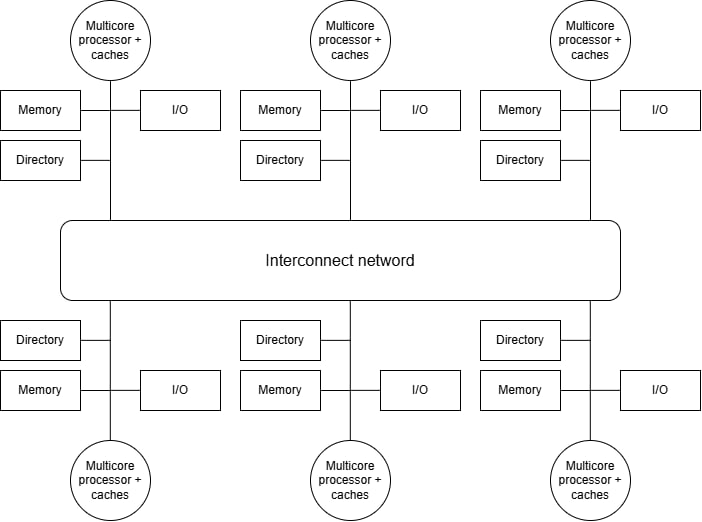 Multicore
processor +
caches
Multicore
processor +
caches
Multicore
processor +
caches
Memory
I/O
Memory
I/O
Memory
I/O
Directory
Directory
Directory
Interconnect netword
Directory
Directory
Directory
Memory
I/O
Memory
I/O
Memory
I/O
Multicore
processor +
caches
Multicore
processor +
caches
Multicore
processor +
caches